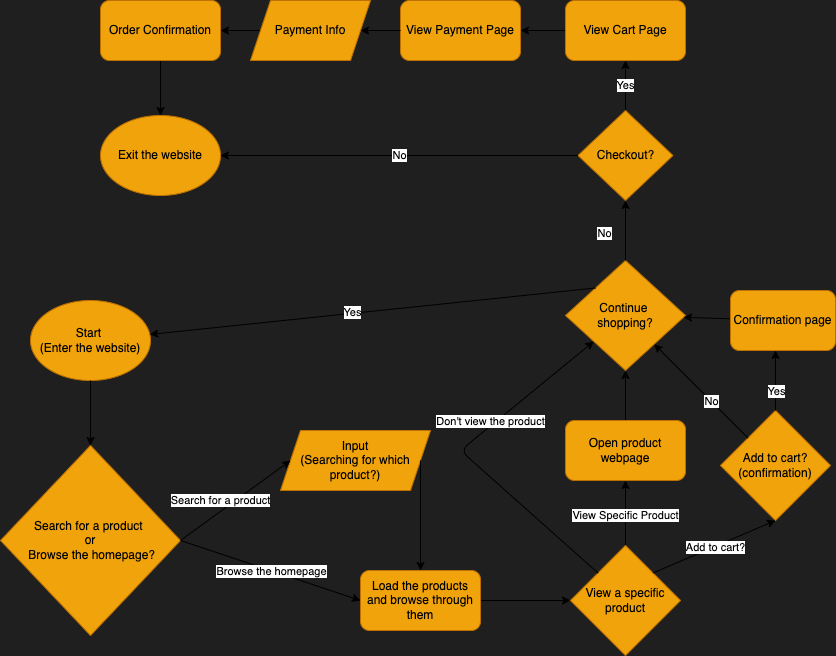 Order Confirmation
Payment Info
View Payment Page
View Cart Page
Yes
Exit the website
No
Checkout?
No
Continue
shopping?
Confirmation page
Yes
Start
(Enter the website)
Yes
No
Don't view the product
Input
(Searching for which
product?)
Open product
webpage
Add to cart?
(confirmation)
Search for a product
View Specific Product
Search for a product
or
Browse the homepage?
Add to cart?
Browse the homepage
Load the products
and browse through
them
View a specific
product